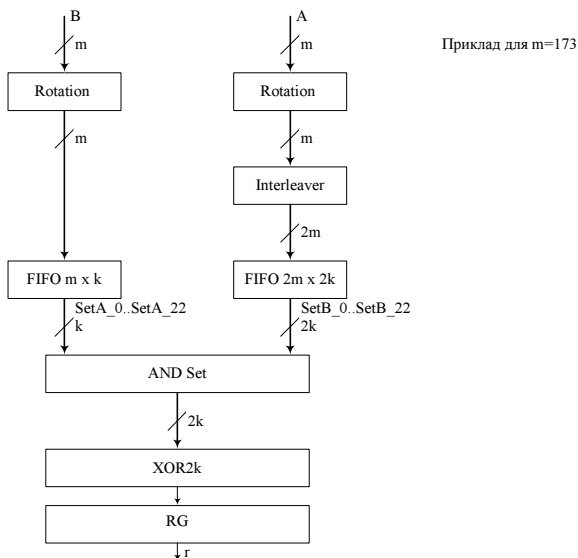 B A
m m Приклад для m=173
Rotation Rotation
m m
Interleaver
2m
FIFO m x k FIFO 2m x 2k
SetA_0..SetA_22 SetB_0..SetB_22
k 2k
AND Set
2k
XOR2k
RG
r